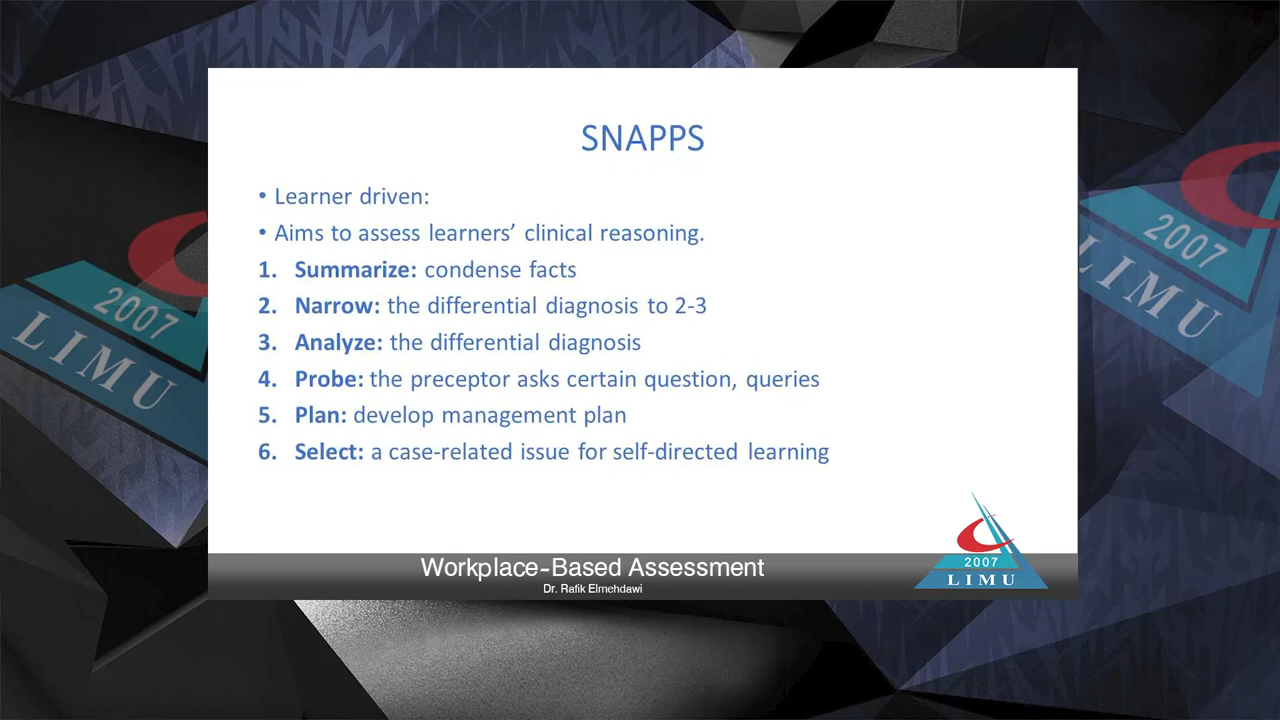 SNAPPS
• Learner driven:
• Aims to assess learners’ clinical reasoning.
1. Summarize: condense facts
2. Narrow: the differential diagnosis to 2-3
3. Analyze: the differential diagnosis
4. Probe: the preceptor asks certain question, queries
5. Plan: develop management plan
6. Select: a case-related issue for self-directed learning
Workplace-Based Assessment
Dr. Rafik Elmehdawi
2007
LIMU
2007
LIMU
2007
LIMU